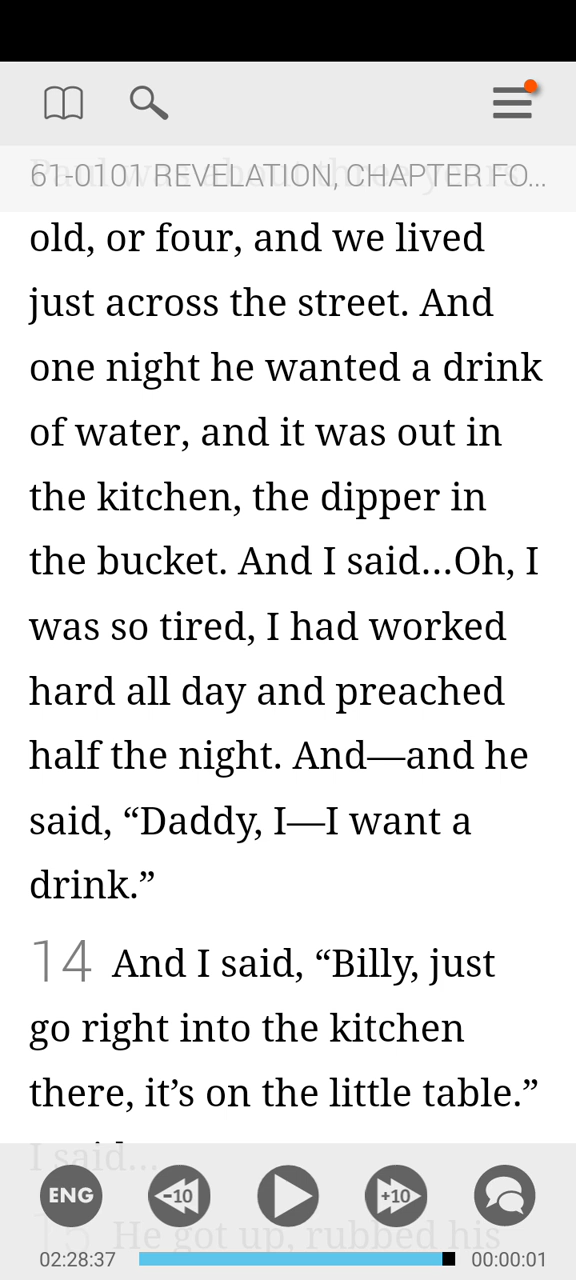 61-0101 REVELATION, CHAPTER FO...
old, or four, and we lived
just across the street. And
one night he wanted a drink
of water, and it was out in
the kitchen, the dipper in
the bucket. And I said…Oh, I
was so tired, I had worked
hard all day and preached
half the night. And—and he
said, “Daddy, I—I want a
drink.”
14 And I said, “Billy, just
go right into the kitchen
there, it’s on the little table.”
I said…
ENG -10 +10
15 He got up, rubbed his
02:28:37 00:00:01